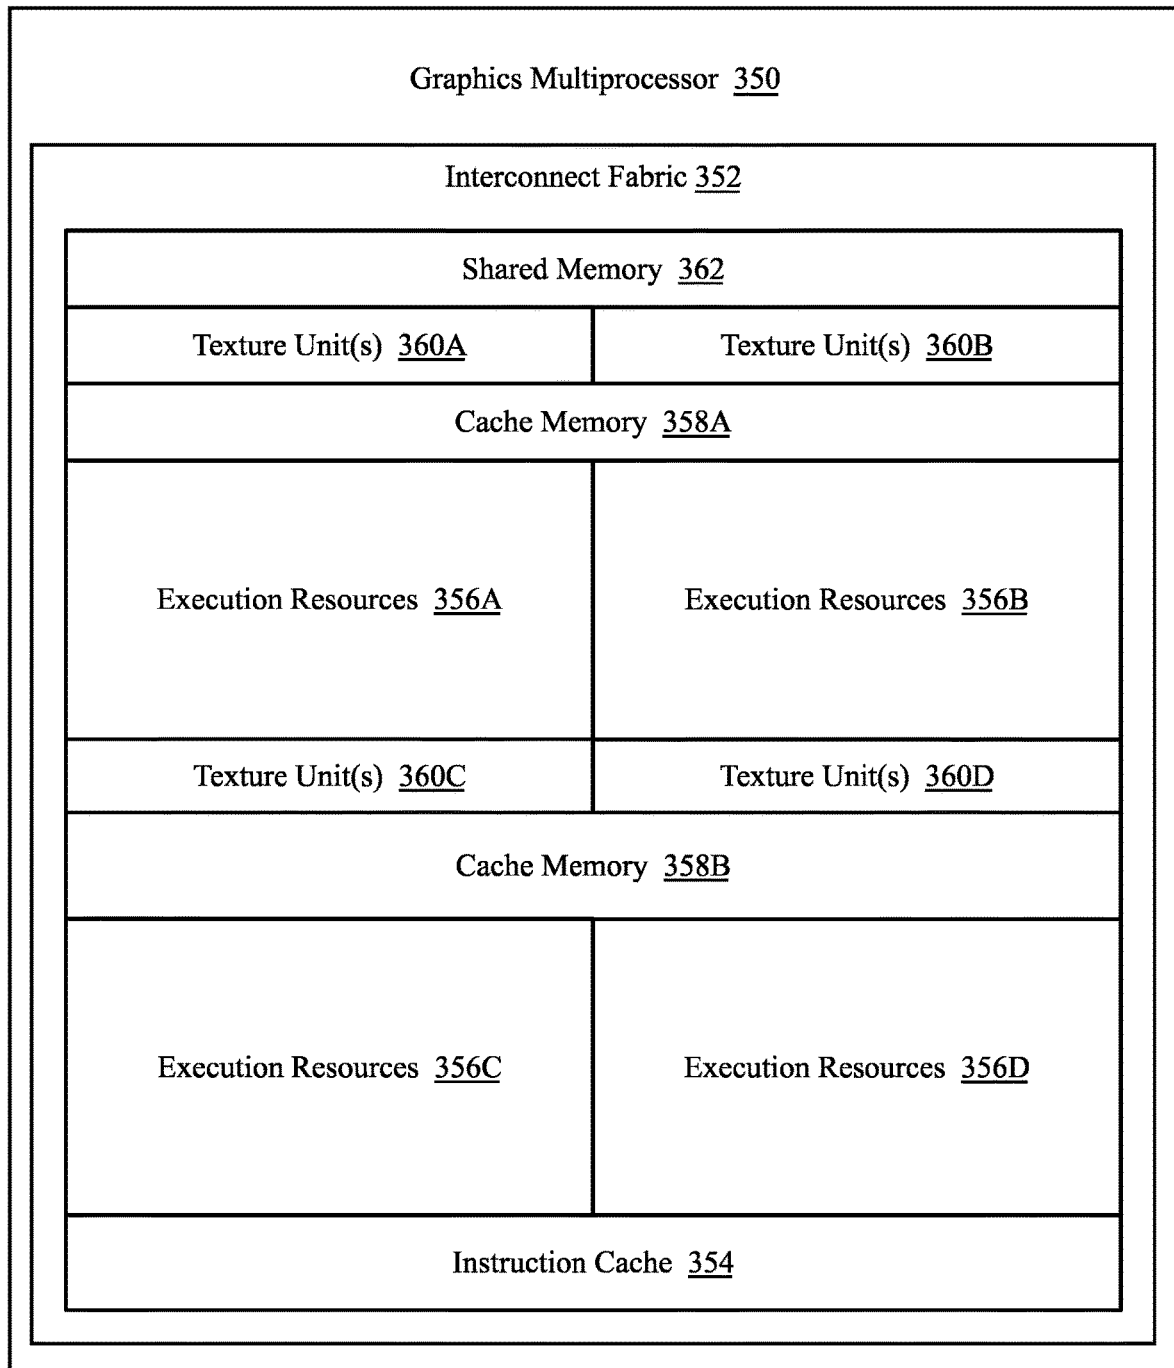 Graphics Multiprocessor 350
Interconnect Fabric 352
Shared Memory 362
Texture Unit(s) 360A
Texture Unit(s) 360B
Cache Memory 358A
Execution Resources 356A
Execution Resources 356B
Texture Unit(s) 360C
Texture Unit(s) 360D
Cache Memory 358B
Execution Resources 356C
Execution Resources 356D
Instruction Cache 354